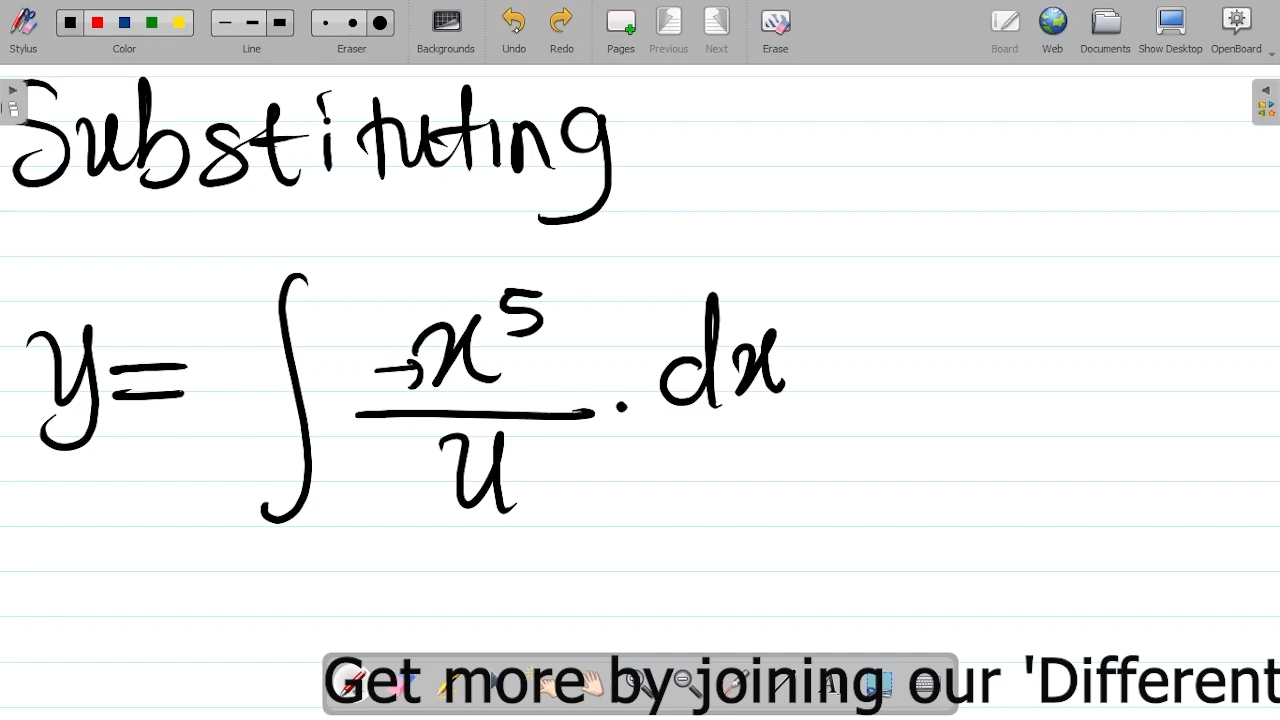 Stylus Color Line Eraser Backgrounds Undo Redo Pages Previous Next Erase Board Web Documents Show Desktop OpenBoard
Substituting
y = ∫ -x^5/u . dx
Get more by joining our 'Different